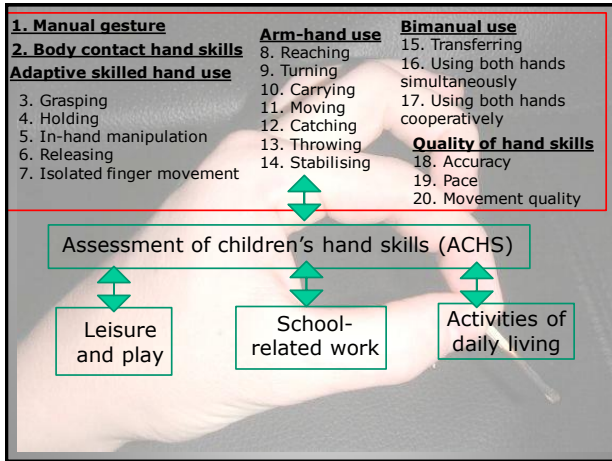 1. Manual gesture
2. Body contact hand skills
Adaptive skilled hand use
3. Grasping
4. Holding
5. In-hand manipulation
6. Releasing
7. Isolated finger movement
Arm-hand use
8. Reaching
9. Turning
10. Carrying
11. Moving
12. Catching
13. Throwing
14. Stabilising
Bimanual use
15. Transferring
16. Using both hands
simultaneously
17. Using both hands
cooperatively
Quality of hand skills
18. Accuracy
19. Pace
20. Movement quality
Assessment of children’s hand skills (ACHS)
Leisure
and play
School-
related work
Activities of
daily living